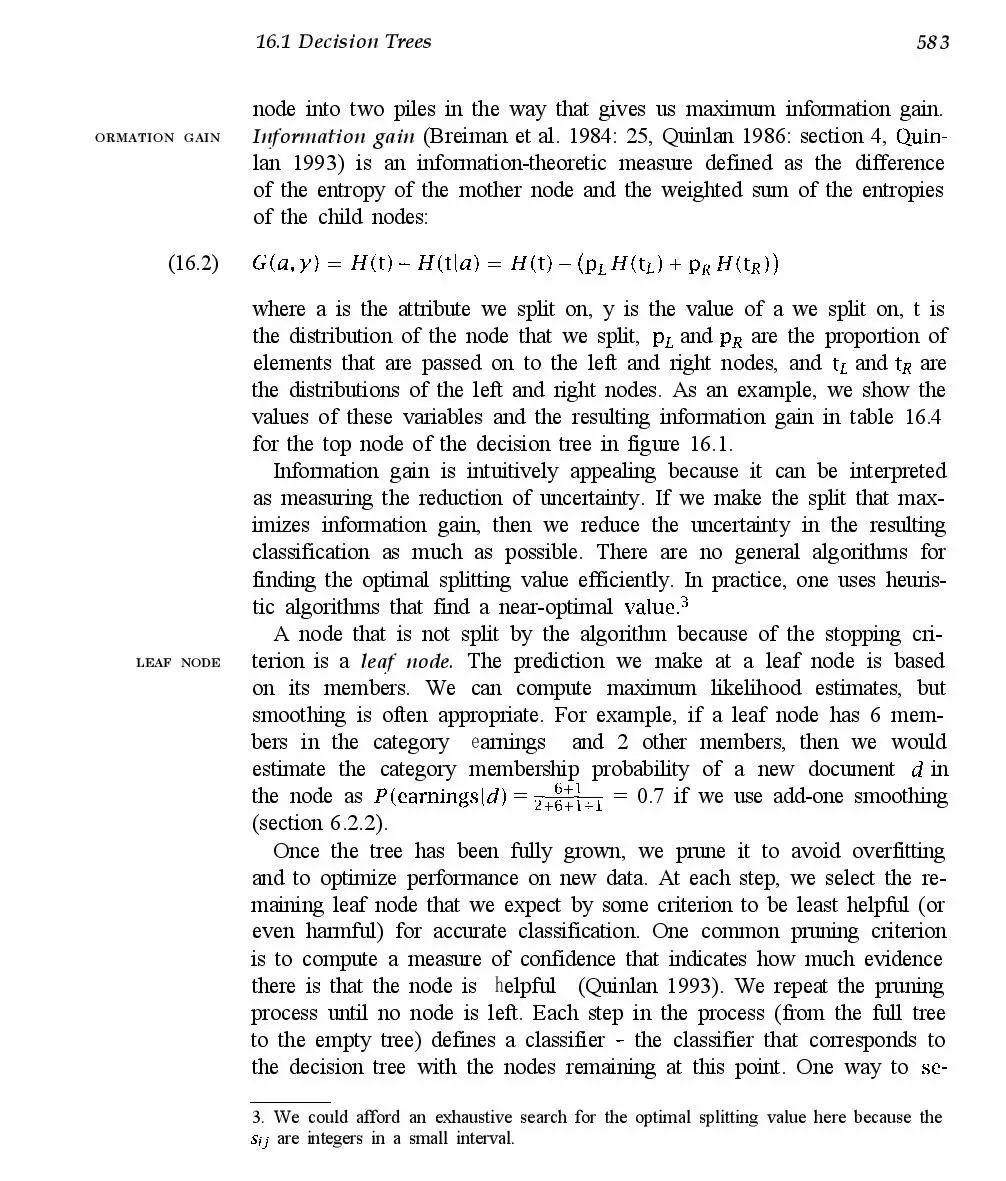 16.1 Decision Trees 583
node into two piles in the way that gives us maximum information gain.
ORMATION GAIN Information gain (Breiman et al. 1984: 25, Quinlan 1986: section 4, Quin-
lan 1993) is an information-theoretic measure defined as the difference
of the entropy of the mother node and the weighted sum of the entropies
of the child nodes:
(16.2) G(a, y) = H(t) - H(t|a) = H(t) - (p_L H(t_L) + p_R H(t_R))
where a is the attribute we split on, y is the value of a we split on, t is
the distribution of the node that we split, p_L and p_R are the proportion of
elements that are passed on to the left and right nodes, and t_L and t_R are
the distributions of the left and right nodes. As an example, we show the
values of these variables and the resulting information gain in table 16.4
for the top node of the decision tree in figure 16.1.
Information gain is intuitively appealing because it can be interpreted
as measuring the reduction of uncertainty. If we make the split that max-
imizes information gain, then we reduce the uncertainty in the resulting
classification as much as possible. There are no general algorithms for
finding the optimal splitting value efficiently. In practice, one uses heuris-
tic algorithms that find a near-optimal value.3
A node that is not split by the algorithm because of the stopping cri-
LEAF NODE terion is a leaf node. The prediction we make at a leaf node is based
on its members. We can compute maximum likelihood estimates, but
smoothing is often appropriate. For example, if a leaf node has 6 mem-
bers in the category earnings and 2 other members, then we would
estimate the category membership probability of a new document d in
the node as P(earnings|d) = 6+1/2+6+1+1 = 0.7 if we use add-one smoothing
(section 6.2.2).
Once the tree has been fully grown, we prune it to avoid overfitting
and to optimize performance on new data. At each step, we select the re-
maining leaf node that we expect by some criterion to be least helpful (or
even harmful) for accurate classification. One common pruning criterion
is to compute a measure of confidence that indicates how much evidence
there is that the node is helpful (Quinlan 1993). We repeat the pruning
process until no node is left. Each step in the process (from the full tree
to the empty tree) defines a classifier - the classifier that corresponds to
the decision tree with the nodes remaining at this point. One way to se-
3. We could afford an exhaustive search for the optimal splitting value here because the
s_ij are integers in a small interval.